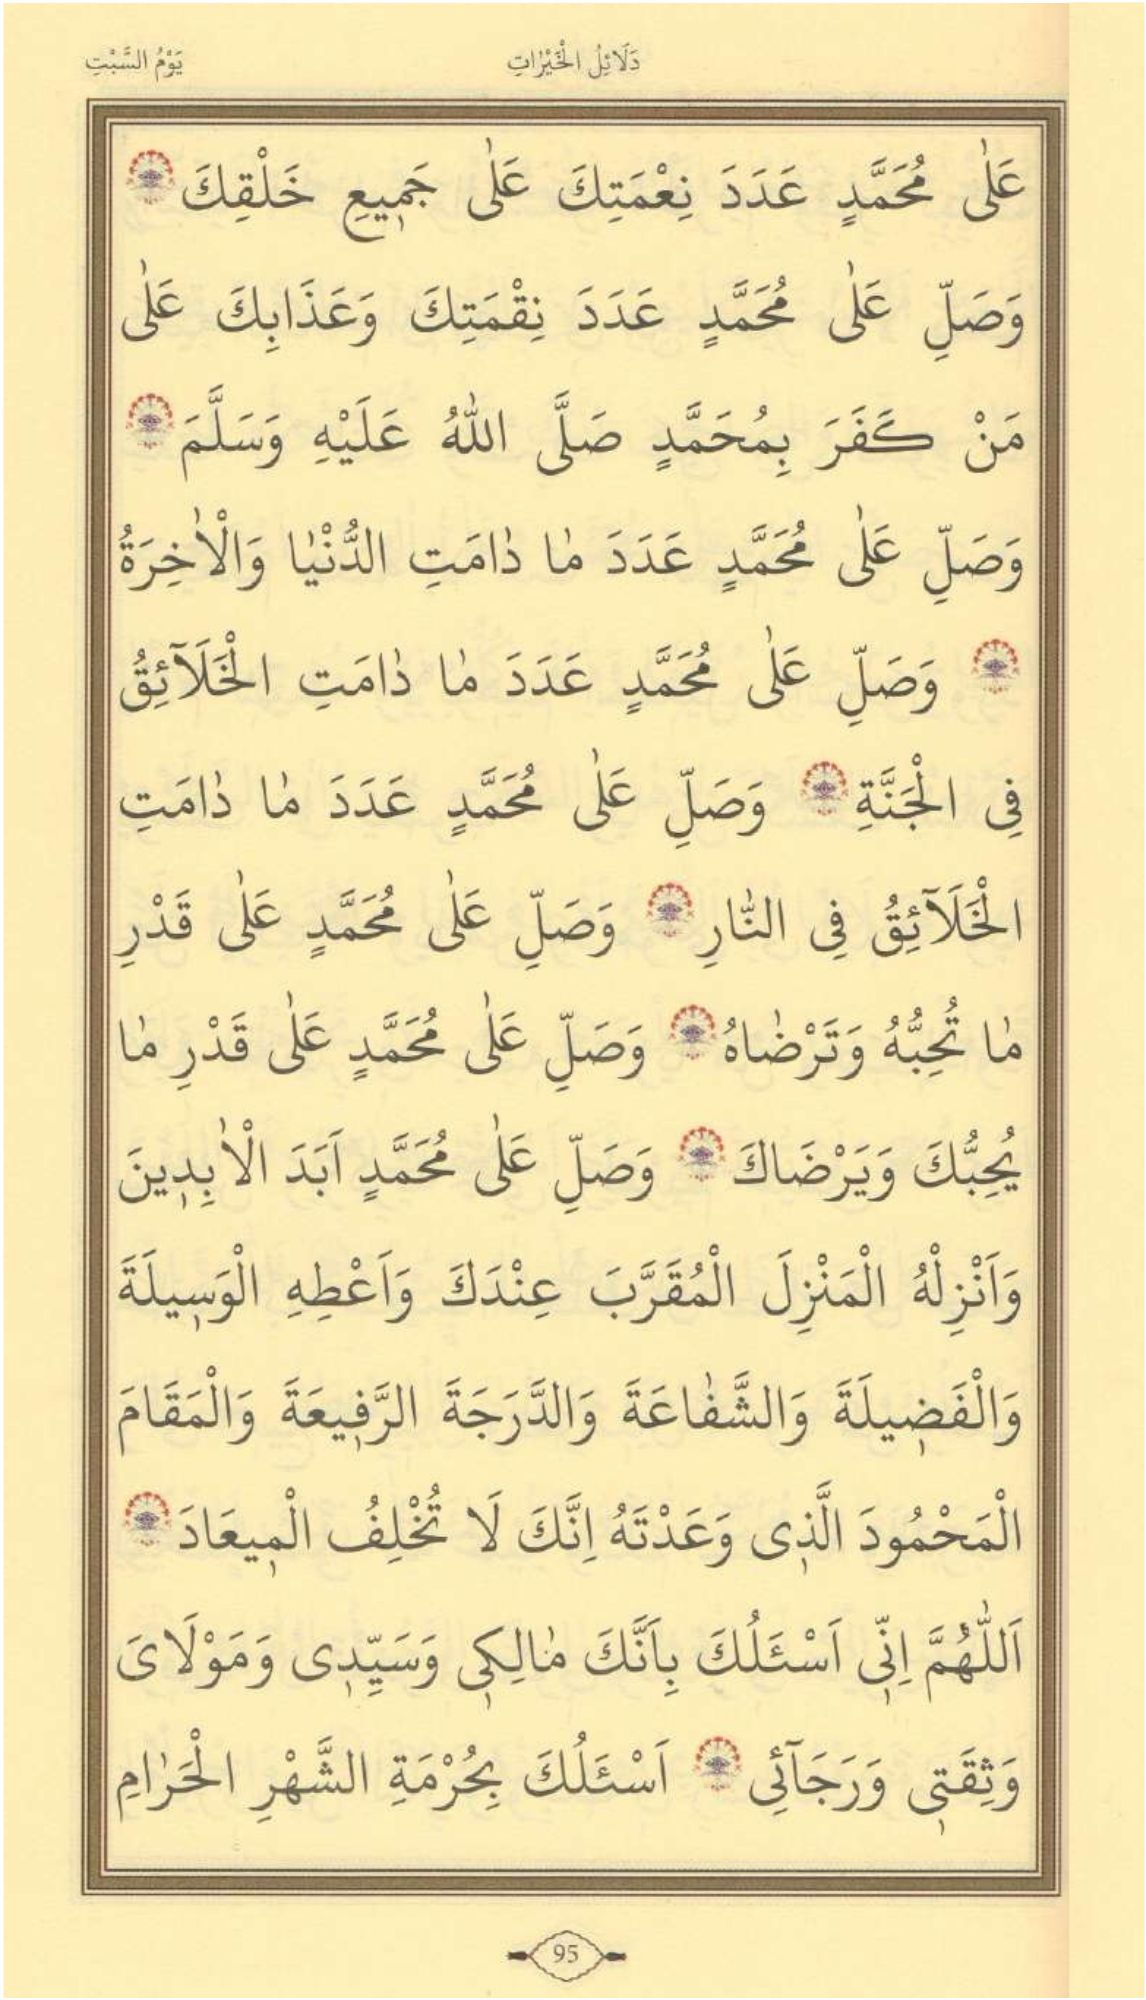 دَلَائِلُ الْخَيْرَاتِ
يَوْمُ السَّبْتِ
عَلٰى مُحَمَّدٍ عَدَدَ نِعْمَتِكَ عَلٰى جَمٖيعِ خَلْقِكَ
وَصَلِّ عَلٰى مُحَمَّدٍ عَدَدَ نِقْمَتِكَ وَعَذَابِكَ عَلٰى
مَنْ كَفَرَ بِمُحَمَّدٍ صَلَّى اللّٰهُ عَلَيْهِ وَسَلَّمَ
وَصَلِّ عَلٰى مُحَمَّدٍ عَدَدَ مٰا دٰامَتِ الدُّنْيٰا وَالْاٰخِرَةُ
وَصَلِّ عَلٰى مُحَمَّدٍ عَدَدَ مٰا دٰامَتِ الْخَلَآئِقُ
فِى الْجَنَّةِ وَصَلِّ عَلٰى مُحَمَّدٍ عَدَدَ مٰا دٰامَتِ
الْخَلَآئِقُ فِى النّٰارِ وَصَلِّ عَلٰى مُحَمَّدٍ عَلٰى قَدْرِ
مٰا تُحِبُّهُ وَتَرْضٰاهُ وَصَلِّ عَلٰى مُحَمَّدٍ عَلٰى قَدْرِ مٰا
يُحِبُّكَ وَيَرْضَاكَ وَصَلِّ عَلٰى مُحَمَّدٍ اَبَدَ الْاٰبِدٖينَ
وَاَنْزِلْهُ الْمَنْزِلَ الْمُقَرَّبَ عِنْدَكَ وَاَعْطِهِ الْوَسٖيلَةَ
وَالْفَضٖيلَةَ وَالشَّفٰاعَةَ وَالدَّرَجَةَ الرَّفٖيعَةَ وَالْمَقَامَ
الْمَحْمُودَ الَّذٖى وَعَدْتَهُ اِنَّكَ لَا تُخْلِفُ الْمٖيعَادَ
اَللّٰهُمَّ اِنّٖى اَسْئَلُكَ بِاَنَّكَ مٰالِكٖى وَسَيِّدٖى وَمَوْلَاىَ
وَثِقَتٖى وَرَجَآئِى اَسْئَلُكَ بِحُرْمَةِ الشَّهْرِ الْحَرٰامِ
95